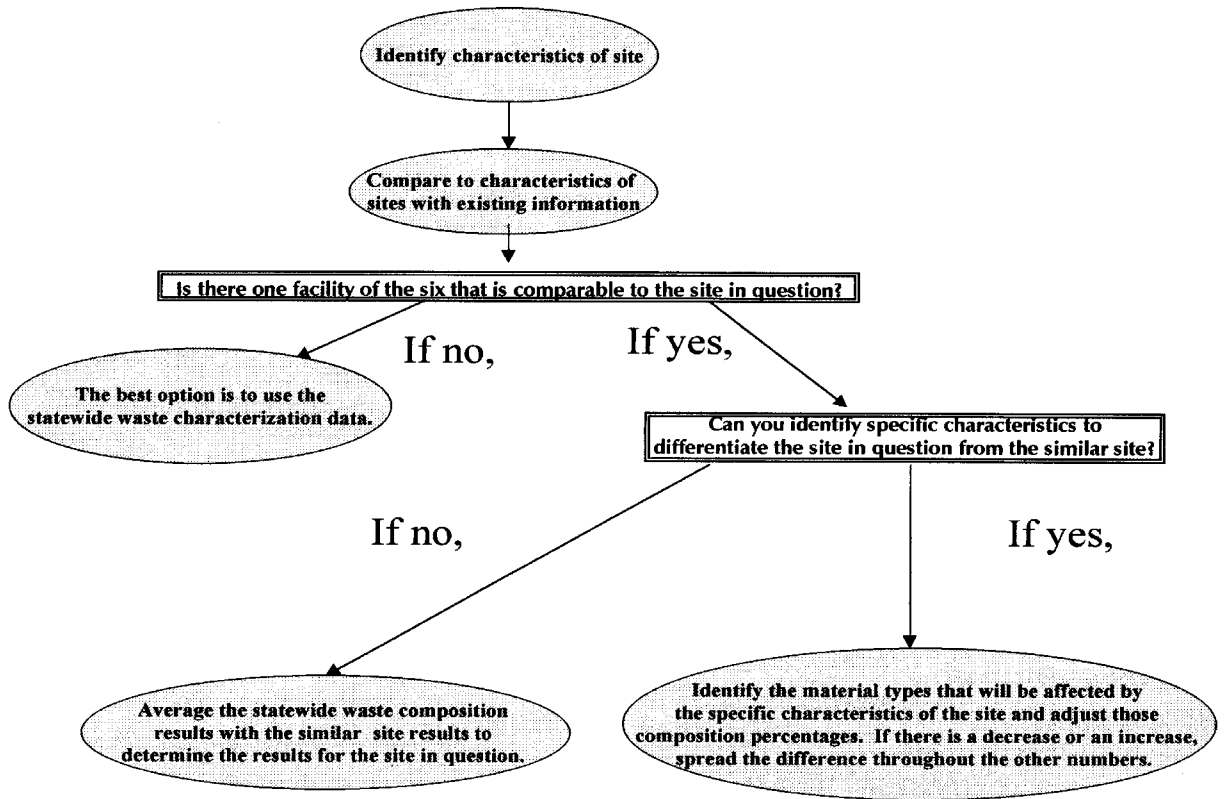 Identify characteristics of site
Compare to characteristics of
sites with existing information
Is there one facility of the six that is comparable to the site in question?
If no,
If yes,
The best option is to use the
statewide waste characterization data.
Can you identify specific characteristics to
differentiate the site in question from the similar site?
If no,
If yes,
Average the statewide waste composition
results with the similar site results to
determine the results for the site in question.
Identify the material types that will be affected by
the specific characteristics of the site and adjust those
composition percentages. If there is a decrease or an increase,
spread the difference throughout the other numbers.